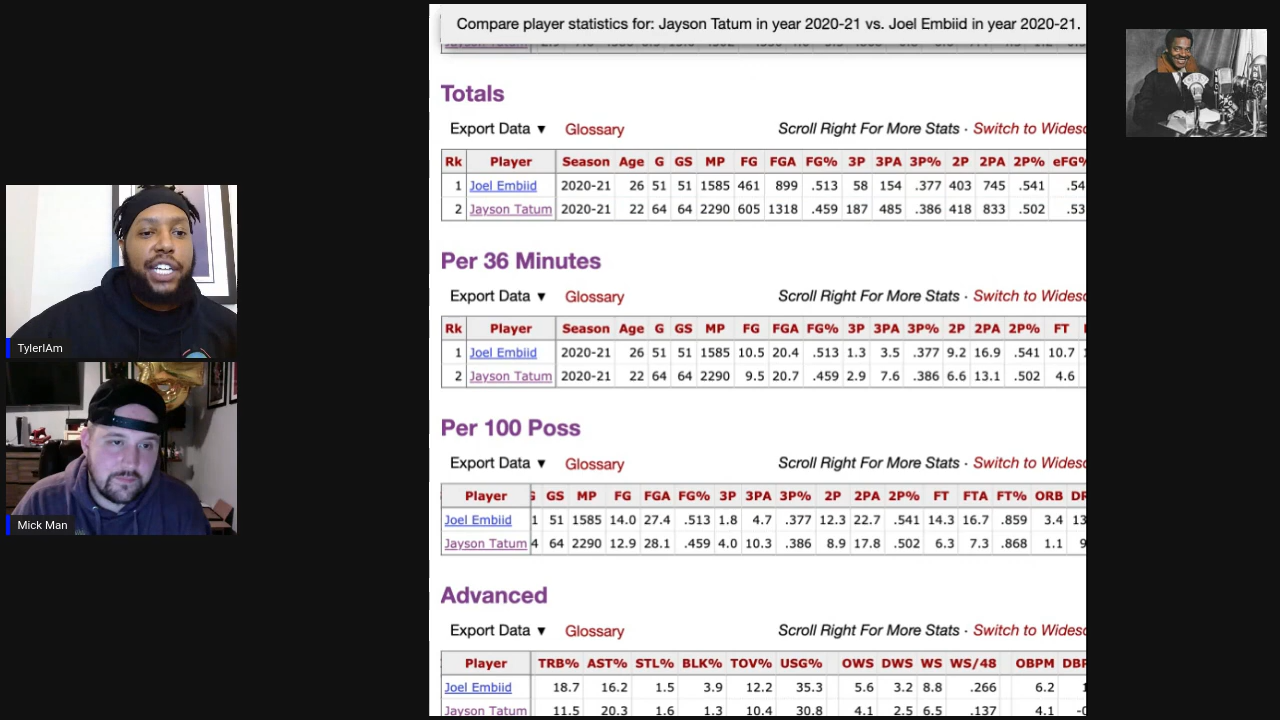 Compare player statistics for: Jayson Tatum in year 2020-21 vs. Joel Embiid in year 2020-21.
Totals
Export Data ▼ Glossary Scroll Right For More Stats · Switch to Widesc
Rk Player Season Age G GS MP FG FGA FG% 3P 3PA 3P% 2P 2PA 2P% eFG%
1 Joel Embiid 2020-21 26 51 51 1585 461 899 .513 58 154 .377 403 745 .541 .54
2 Jayson Tatum 2020-21 22 64 64 2290 605 1318 .459 187 485 .386 418 833 .502 .53
Per 36 Minutes
Export Data ▼ Glossary Scroll Right For More Stats · Switch to Widesc
Rk Player Season Age G GS MP FG FGA FG% 3P 3PA 3P% 2P 2PA 2P% FT
1 Joel Embiid 2020-21 26 51 51 1585 10.5 20.4 .513 1.3 3.5 .377 9.2 16.9 .541 10.7
2 Jayson Tatum 2020-21 22 64 64 2290 9.5 20.7 .459 2.9 7.6 .386 6.6 13.1 .502 4.6
Per 100 Poss
Export Data ▼ Glossary Scroll Right For More Stats · Switch to Widesc
Player G GS MP FG FGA FG% 3P 3PA 3P% 2P 2PA 2P% FT FTA FT% ORB DR
Joel Embiid 1 51 1585 14.0 27.4 .513 1.8 4.7 .377 12.3 22.7 .541 14.3 16.7 .859 3.4 13
Jayson Tatum 4 64 2290 12.9 28.1 .459 4.0 10.3 .386 8.9 17.8 .502 6.3 7.3 .868 1.1 9
Advanced
Export Data ▼ Glossary Scroll Right For More Stats · Switch to Widesc
Player TRB% AST% STL% BLK% TOV% USG% OWS DWS WS WS/48 OBPM DBP
Joel Embiid 18.7 16.2 1.5 3.9 12.2 35.3 5.6 3.2 8.8 .266 6.2 1
Jayson Tatum 11.5 20.3 1.6 1.3 10.4 30.8 4.1 2.5 6.5 .137 4.1 -0
TylerIAm
Mick Man